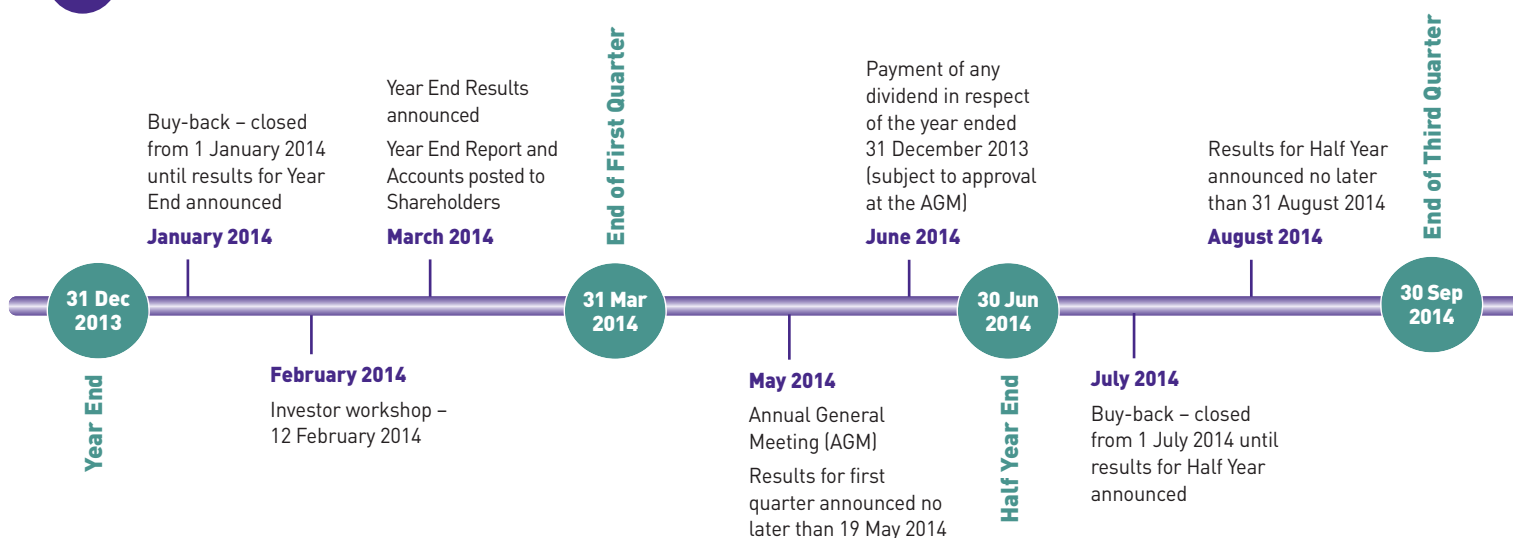 Buy-back – closed
from 1 January 2014
until results for Year
End announced
January 2014
Year End Results
announced
Year End Report and
Accounts posted to
Shareholders
March 2014
End of First Quarter
Payment of any
dividend in respect
of the year ended
31 December 2013
(subject to approval
at the AGM)
June 2014
Results for Half Year
announced no later
than 31 August 2014
August 2014
End of Third Quarter
31 Dec
2013
31 Mar
2014
30 Jun
2014
30 Sep
2014
Year End
February 2014
Investor workshop –
12 February 2014
May 2014
Annual General
Meeting (AGM)
Results for first
quarter announced no
later than 19 May 2014
Half Year End
July 2014
Buy-back – closed
from 1 July 2014 until
results for Half Year
announced